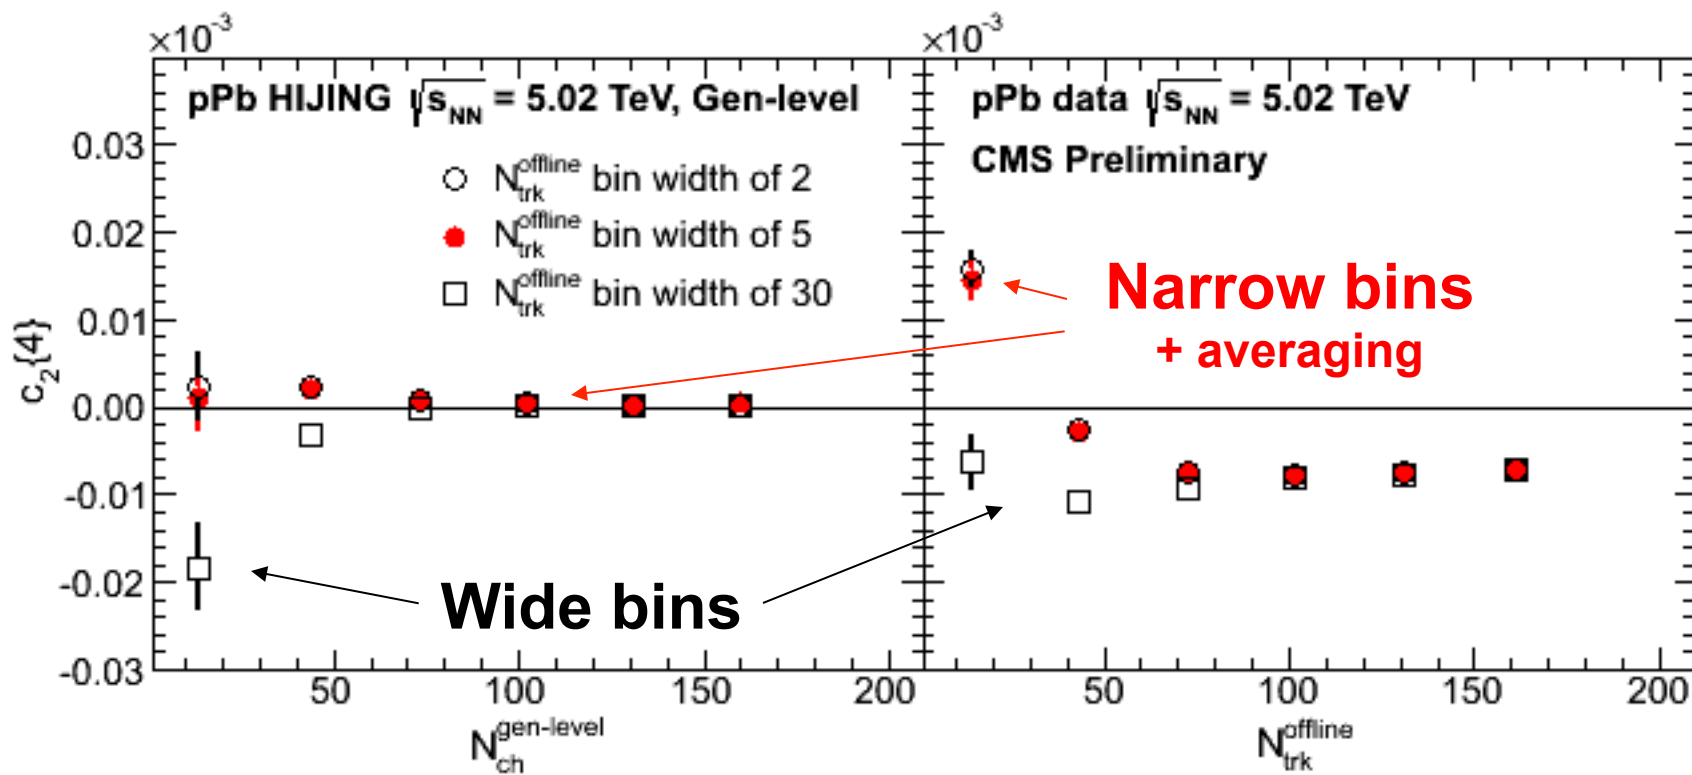 ×10⁻³
×10⁻³
pPb HIJING √s_NN = 5.02 TeV, Gen-level
pPb data √s_NN = 5.02 TeV
CMS Preliminary
N_trk^offline bin width of 2
N_trk^offline bin width of 5
N_trk^offline bin width of 30
Narrow bins
+ averaging
Wide bins
c₂{4}
0.03
0.02
0.01
0.00
-0.01
-0.02
-0.03
50 100 150 200
50 100 150 200
N_ch^gen-level
N_trk^offline